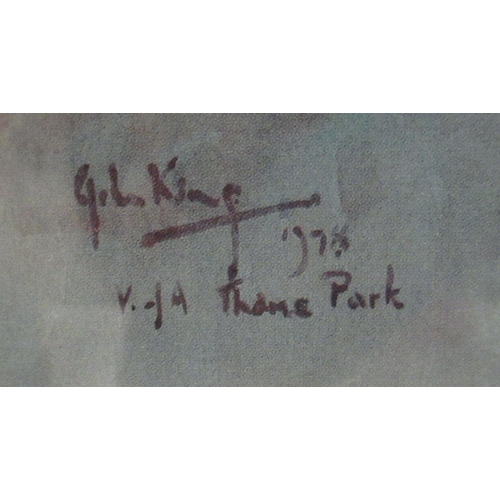 John King
1978
V. of A Thame Park